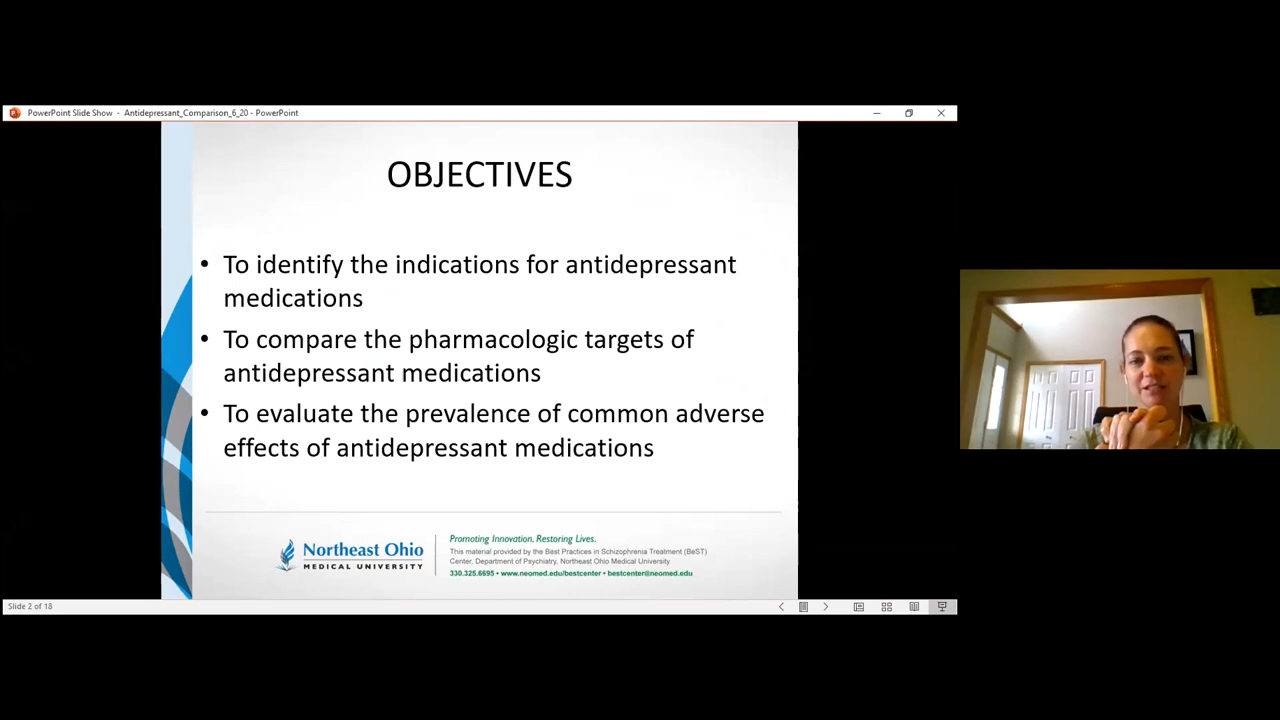 PowerPoint Slide Show - Antidepressant_Comparison_6_20 - PowerPoint
OBJECTIVES
• To identify the indications for antidepressant
medications
• To compare the pharmacologic targets of
antidepressant medications
• To evaluate the prevalence of common adverse
effects of antidepressant medications
Northeast Ohio
MEDICAL UNIVERSITY
Promoting Innovation, Restoring Lives.
This material provided by the Best Practices in Schizophrenia Treatment (BeST)
Center, Department of Psychiatry, Northeast Ohio Medical University
330.325.6695 • www.neomed.edu/bestcenter • bestcenter@neomed.edu
Slide 2 of 18